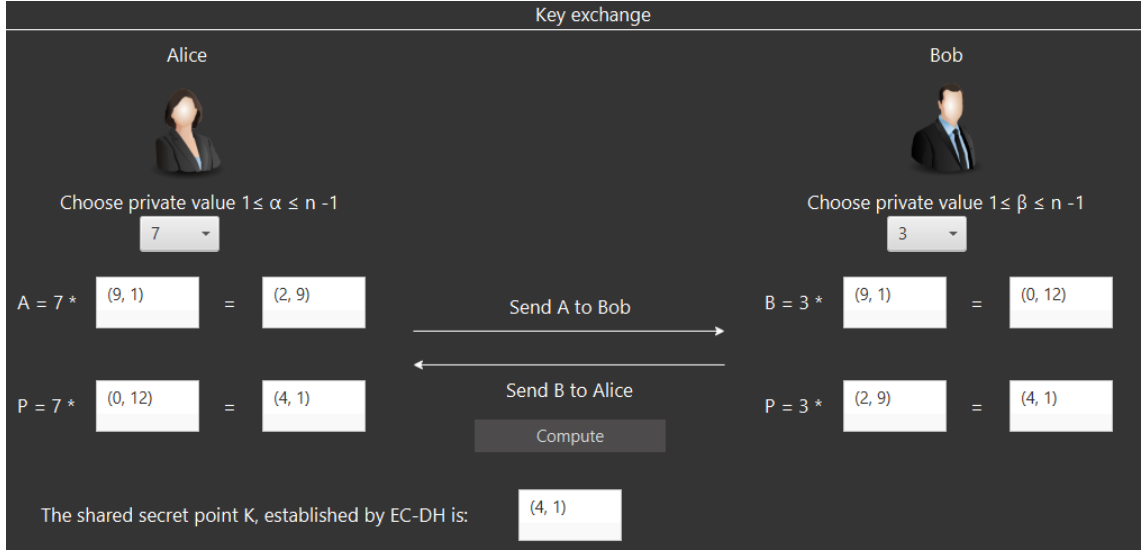 Key exchange
Alice Bob
Choose private value 1≤ α ≤ n -1 Choose private value 1≤ β ≤ n -1
7 3
A = 7 * (9, 1) = (2, 9) Send A to Bob B = 3 * (9, 1) = (0, 12)
P = 7 * (0, 12) = (4, 1) Send B to Alice P = 3 * (2, 9) = (4, 1)
Compute
The shared secret point K, established by EC-DH is: (4, 1)